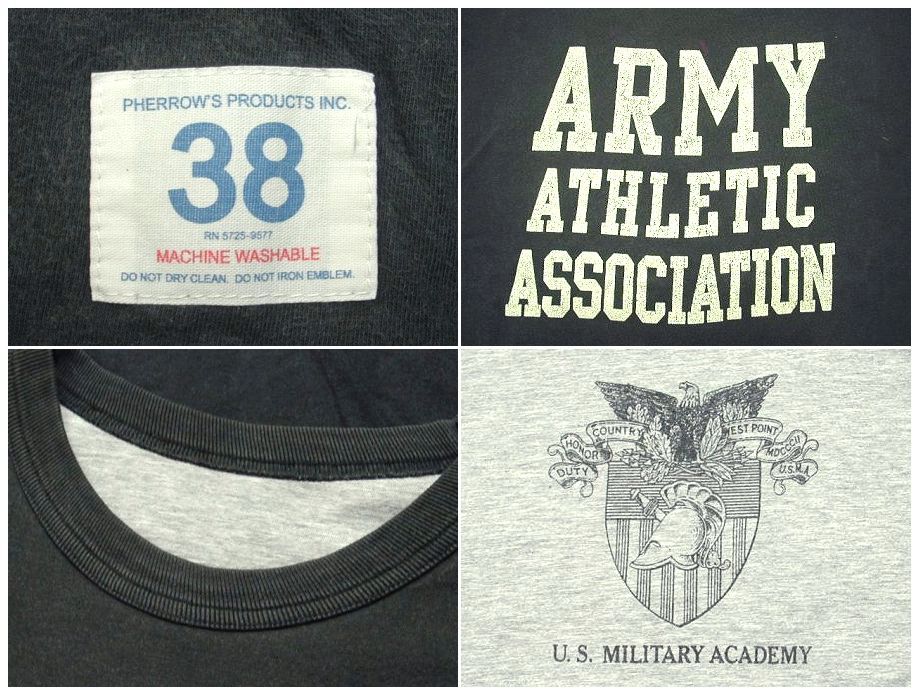 PHERROW'S PRODUCTS INC.
38
RN 5725-9577
MACHINE WASHABLE
DO NOT DRY CLEAN. DO NOT IRON EMBLEM.
ARMY
ATHLETIC
ASSOCIATION
DUTY
HONOR
COUNTRY
WEST POINT
MDCCCII
U.S.M.A
U. S. MILITARY ACADEMY